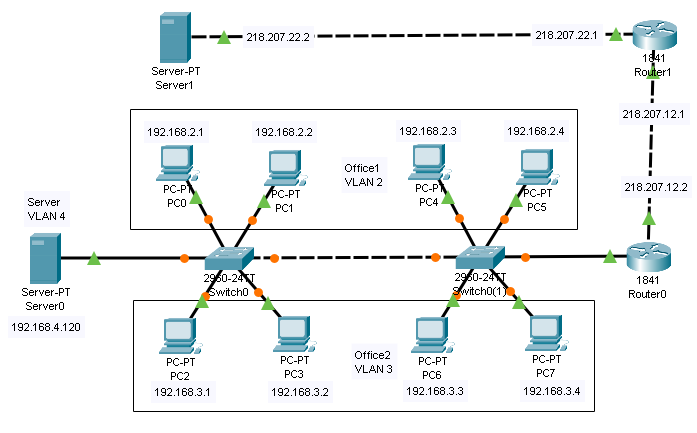 218.207.22.2
218.207.22.1
Server-PT
Server1
1841
Router1
218.207.12.1
192.168.2.1
192.168.2.2
192.168.2.3
192.168.2.4
Office1
VLAN 2
PC-PT
PC0
PC-PT
PC1
PC-PT
PC4
PC-PT
PC5
218.207.12.2
Server
VLAN 4
Server-PT
Server0
192.168.4.120
2950-24TT
Switch0
2950-24TT
Switch0(1)
1841
Router0
Office2
VLAN 3
PC-PT
PC2
192.168.3.1
PC-PT
PC3
192.168.3.2
PC-PT
PC6
192.168.3.3
PC-PT
PC7
192.168.3.4